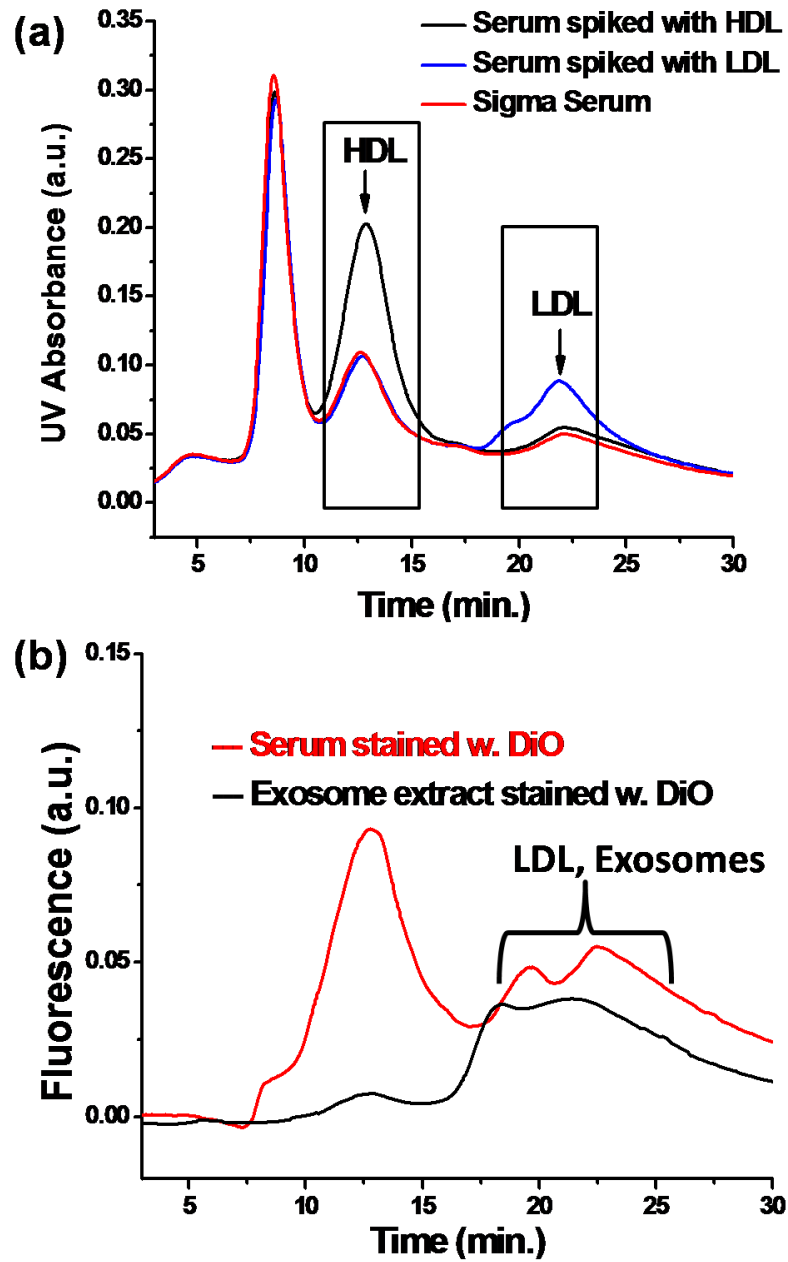 (a)
Serum spiked with HDL
Serum spiked with LDL
Sigma Serum
HDL
LDL
UV Absorbance (a.u.)
0.35
0.30
0.25
0.20
0.15
0.10
0.05
0.00
5 10 15 20 25 30
Time (min.)
(b)
Serum stained w. DiO
Exosome extract stained w. DiO
LDL, Exosomes
Fluorescence (a.u.)
0.15
0.10
0.05
0.00
5 10 15 20 25 30
Time (min.)